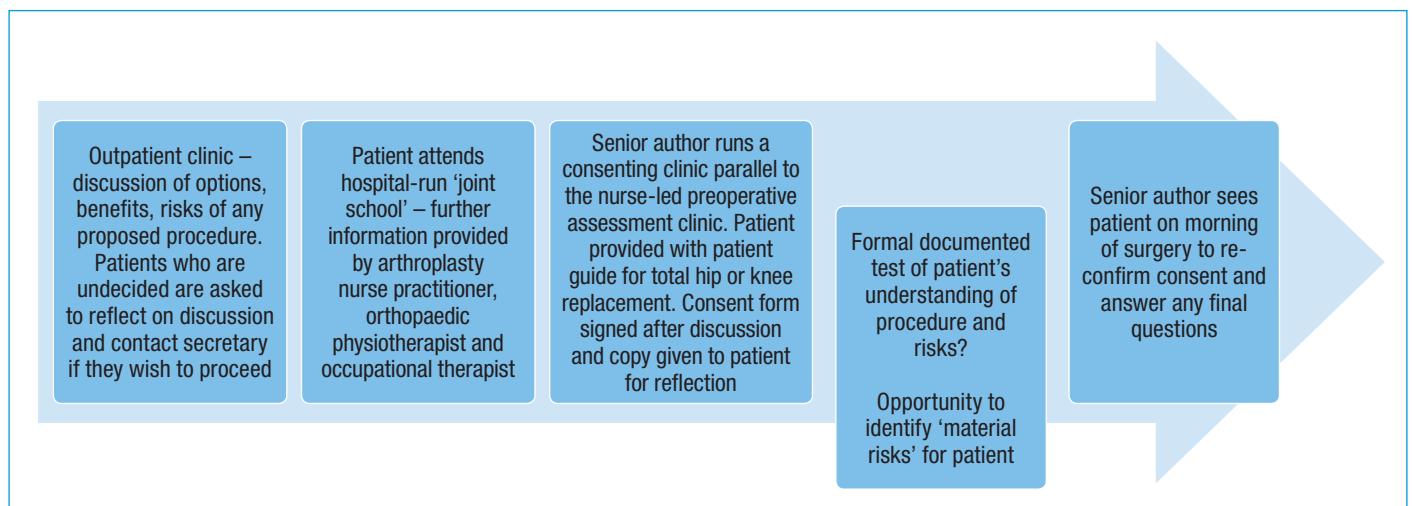 Outpatient clinic –
discussion of options,
benefits, risks of any
proposed procedure.
Patients who are
undecided are asked
to reflect on discussion
and contact secretary
if they wish to proceed
Patient attends
hospital-run ‘joint
school’ – further
information provided
by arthroplasty
nurse practitioner,
orthopaedic
physiotherapist and
occupational therapist
Senior author runs a
consenting clinic parallel to
the nurse-led preoperative
assessment clinic. Patient
provided with patient
guide for total hip or knee
replacement. Consent form
signed after discussion
and copy given to patient
for reflection
Formal documented
test of patient’s
understanding of
procedure and
risks?
Opportunity to
identify ‘material
risks’ for patient
Senior author sees
patient on morning
of surgery to re-
confirm consent and
answer any final
questions